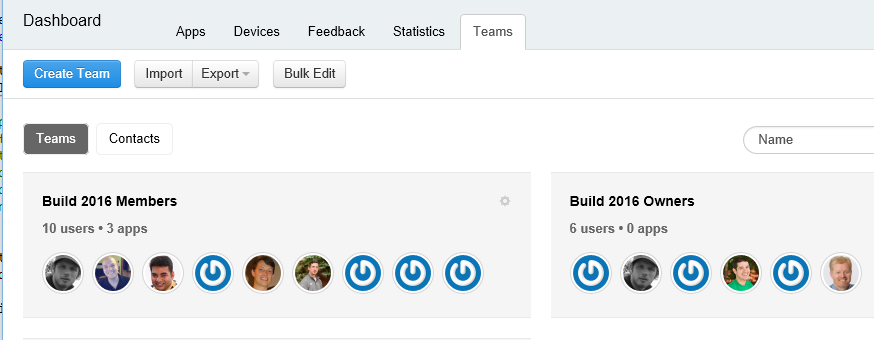 Dashboard
Apps Devices Feedback Statistics Teams
Create Team Import Export Bulk Edit
Teams Contacts Name
Build 2016 Members
10 users • 3 apps
Build 2016 Owners
6 users • 0 apps